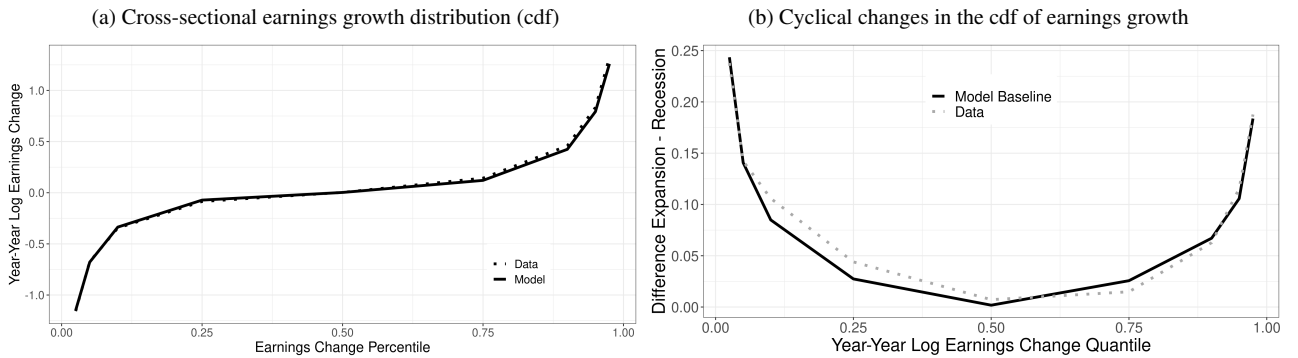 (a) Cross-sectional earnings growth distribution (cdf)
Year-Year Log Earnings Change
1.0
0.5
0.0
-0.5
-1.0
Data
Model
0.00 0.25 0.50 0.75 1.00
Earnings Change Percentile
(b) Cyclical changes in the cdf of earnings growth
Difference Expansion - Recession
0.25
0.20
0.15
0.10
0.05
0.00
Model Baseline
Data
0.00 0.25 0.50 0.75 1.00
Year-Year Log Earnings Change Quantile